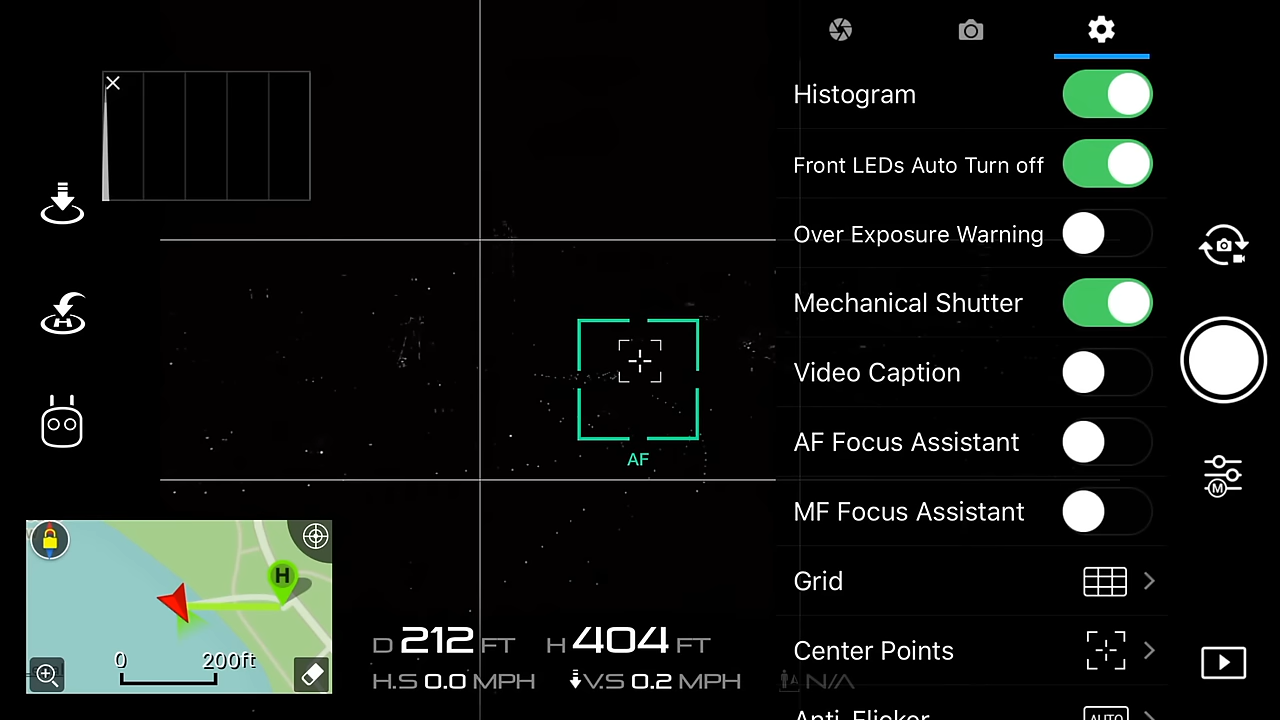 Histogram
Front LEDs Auto Turn off
Over Exposure Warning
Mechanical Shutter
Video Caption
AF Focus Assistant
AF
MF Focus Assistant
Grid
H
Center Points
0 200ft
D 212 FT H 404 FT
H.S 0.0 MPH V.S 0.2 MPH N/A
M
Anti-Flicker AUTO